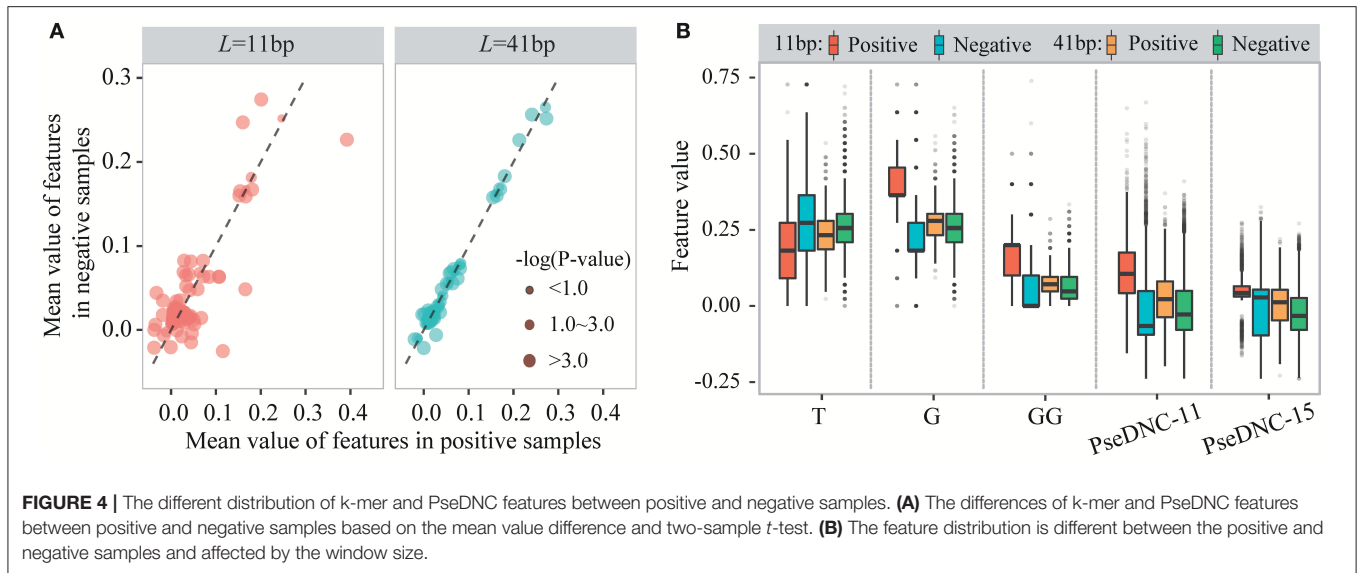 A
L=11bp
L=41bp
0.3
0.2
0.1
0.0
Mean value of features
in negative samples
-log(P-value)
<1.0
1.0~3.0
>3.0
0.0 0.1 0.2 0.3 0.4
0.0 0.1 0.2 0.3 0.4
Mean value of features in positive samples
B
11bp: Positive Negative 41bp: Positive Negative
0.75
0.50
0.25
0.00
-0.25
Feature value
T G GG PseDNC-11 PseDNC-15
FIGURE 4 | The different distribution of k-mer and PseDNC features between positive and negative samples. (A) The differences of k-mer and PseDNC features
between positive and negative samples based on the mean value difference and two-sample t-test. (B) The feature distribution is different between the positive and
negative samples and affected by the window size.